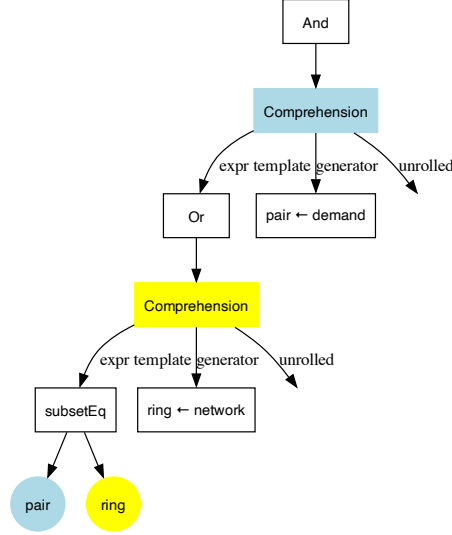 And
Comprehension
expr template generator unrolled
Or
pair ← demand
Comprehension
expr template generator unrolled
subsetEq
ring ← network
pair
ring